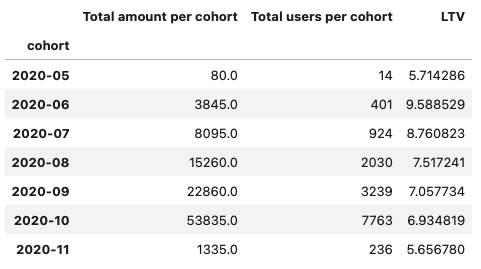 Total amount per cohort Total users per cohort LTV
cohort
2020-05 80.0 14 5.714286
2020-06 3845.0 401 9.588529
2020-07 8095.0 924 8.760823
2020-08 15260.0 2030 7.517241
2020-09 22860.0 3239 7.057734
2020-10 53835.0 7763 6.934819
2020-11 1335.0 236 5.656780